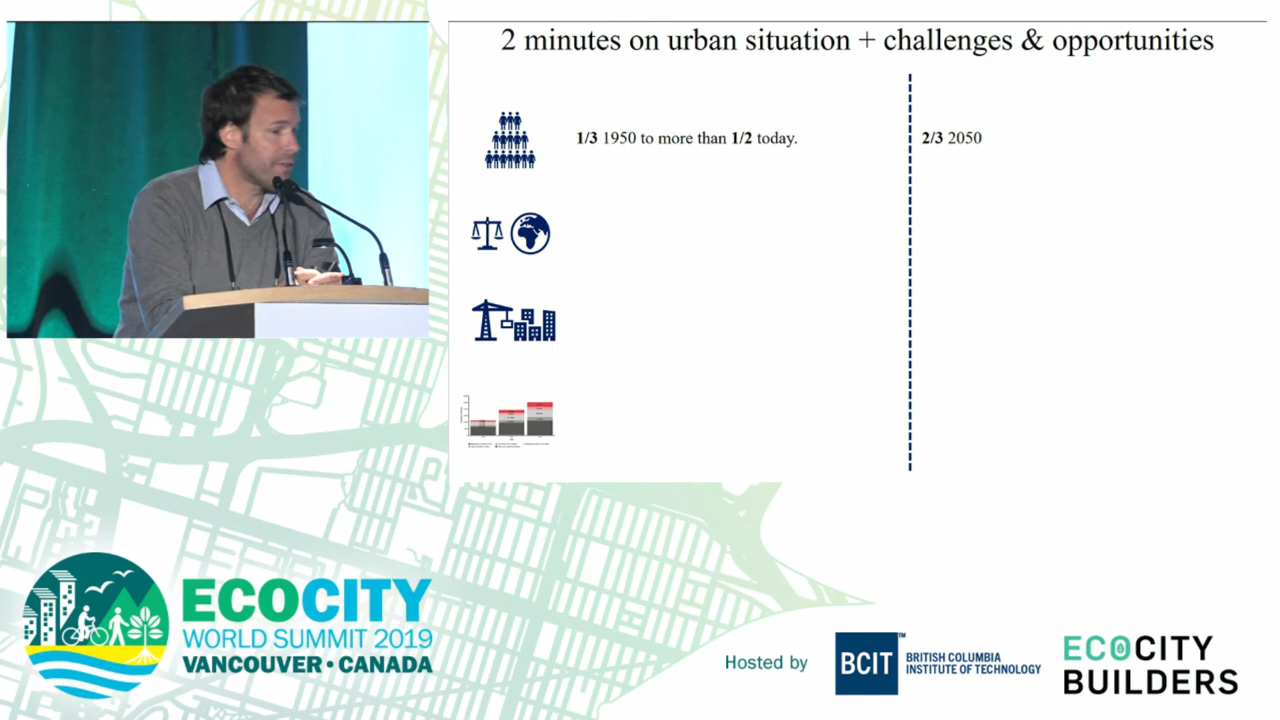 2 minutes on urban situation + challenges & opportunities
1/3 1950 to more than 1/2 today.
2/3 2050
ECOCITY
WORLD SUMMIT 2019
VANCOUVER • CANADA
Hosted by
BCIT™
BRITISH COLUMBIA
INSTITUTE OF TECHNOLOGY
ECOCITY
BUILDERS